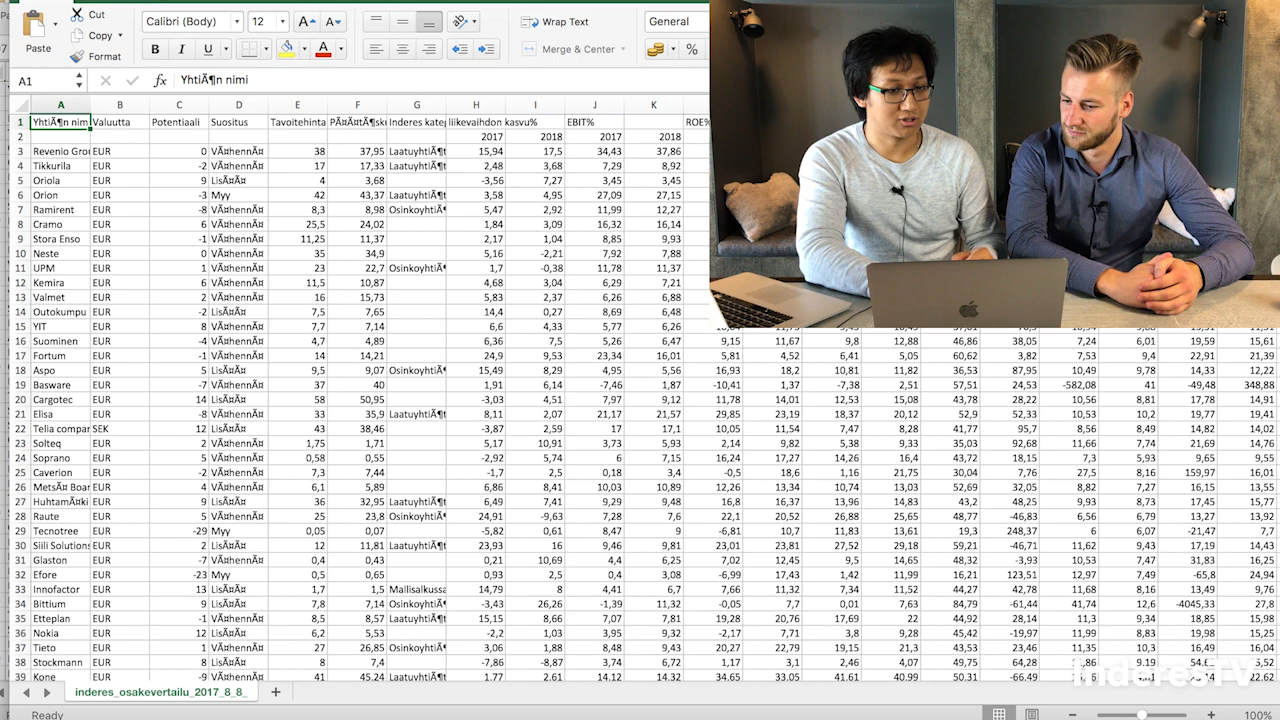 Paste Cut Calibri (Body) 12 A A Wrap Text General
Copy
Format B I U A Merge & Center %
A1 fx YhtiÃ¶n nimi
A B C D E F G H I J K
1 YhtiÃ¶n nim Valuutta Potentiaali Suositus Tavoitehinta Inderes kateg liikevaihdon kasvu% EBIT% ROE%
2 2017 2018 2017 2018
3 Revenio Grou EUR 0 VÃ¤hennÃ¤ 38 37,95 LaatuyhtiÃ¶t 15,94 17,5 34,43 37,86
4 Tikkurila EUR -2 VÃ¤hennÃ¤ 17 17,33 LaatuyhtiÃ¶t 2,48 3,68 7,29 8,92
5 Oriola EUR 9 LisÃ¤Ã¤ 4 3,68 -3,56 7,27 3,45 3,45
6 Orion EUR -3 Myy 42 43,37 LaatuyhtiÃ¶t 3,58 4,95 27,09 27,15
7 Ramirent EUR -8 VÃ¤hennÃ¤ 8,3 8,98 OsinkoyhtiÃ¶ 5,47 2,92 11,99 12,27
8 Cramo EUR 6 VÃ¤hennÃ¤ 25,5 24,02 1,84 3,09 16,32 16,14
9 Stora Enso EUR -1 VÃ¤hennÃ¤ 11,25 11,37 2,17 1,04 8,85 9,93
10 Neste EUR 0 VÃ¤hennÃ¤ 35 34,9 5,16 -2,21 7,92 7,88
11 UPM EUR 1 VÃ¤hennÃ¤ 23 22,7 OsinkoyhtiÃ¶ 1,7 -0,38 11,78 11,37
12 Kemira EUR 6 VÃ¤hennÃ¤ 11,5 10,87 4,68 3,04 6,29 7,21
13 Valmet EUR 2 VÃ¤hennÃ¤ 16 15,73 5,83 2,37 6,26 6,88
14 Outokumpu EUR -2 LisÃ¤Ã¤ 7,5 7,65 14,4 0,27 8,69 6,48
15 YIT EUR 8 VÃ¤hennÃ¤ 7,7 7,14 6,6 4,33 5,77 6,26
16 Suominen EUR -4 VÃ¤hennÃ¤ 4,7 4,89 6,36 7,5 5,26 6,47 9,15 11,67 9,8 12,88 46,86 38,05 7,24 6,01 19,59 15,61
17 Fortum EUR -1 VÃ¤hennÃ¤ 14 14,21 24,9 9,53 23,34 16,01 5,81 4,52 6,41 5,05 60,62 3,82 7,53 9,4 22,91 21,39
18 Aspo EUR 5 LisÃ¤Ã¤ 9,5 9,07 OsinkoyhtiÃ¶ 15,49 8,29 4,95 5,56 16,93 18,2 10,81 11,82 36,53 87,95 10,49 9,78 14,33 12,22
19 Basware EUR -7 VÃ¤hennÃ¤ 37 40 1,91 6,14 -7,46 1,87 -10,41 1,37 -7,38 2,51 57,51 24,53 -582,08 41 -49,48 348,88
20 Cargotec EUR 14 LisÃ¤Ã¤ 58 50,95 -3,03 4,51 7,97 9,12 11,78 14,01 12,53 15,08 43,78 28,22 10,56 8,81 17,78 14,91
21 Elisa EUR -8 VÃ¤hennÃ¤ 33 35,9 LaatuyhtiÃ¶t 8,11 2,07 21,17 21,57 29,85 23,19 18,37 20,12 52,9 52,33 10,53 10,2 19,77 19,41
22 Telia compan SEK 12 LisÃ¤Ã¤ 43 38,46 -3,87 2,59 17 17,1 10,05 11,54 7,47 8,28 41,77 95,7 8,56 8,49 14,82 14,02
23 Solteq EUR 2 VÃ¤hennÃ¤ 1,75 1,71 5,17 10,91 3,73 5,93 2,14 9,82 5,38 9,33 35,03 92,68 11,66 7,74 21,69 14,76
24 Soprano EUR 5 VÃ¤hennÃ¤ 0,58 0,55 -2,92 5,74 6 7,15 16,24 17,27 14,26 16,4 43,72 18,15 7,3 5,93 9,65 9,55
25 Caverion EUR -2 VÃ¤hennÃ¤ 7,3 7,44 -1,7 2,5 0,18 3,4 -0,5 18,6 1,16 21,75 30,04 7,76 27,5 8,16 159,97 16,01
26 MetsÃ¤ Boar EUR 4 VÃ¤hennÃ¤ 6,1 5,89 6,86 8,41 10,03 10,89 12,26 13,34 10,74 13,03 52,69 32,05 8,82 7,27 16,15 13,55
27 HuhtamÃ¤ki EUR 9 LisÃ¤Ã¤ 36 32,95 LaatuyhtiÃ¶t 6,49 7,41 9,29 9,48 16,8 16,37 13,96 14,83 43,2 48,25 9,93 8,73 17,45 15,77
28 Raute EUR 5 VÃ¤hennÃ¤ 25 23,8 OsinkoyhtiÃ¶ 24,91 -9,63 7,28 7,6 22,1 20,52 26,88 25,65 48,77 -46,83 6,56 6,79 13,27 13,92
29 Tecnotree EUR -29 Myy 0,05 0,07 -5,82 0,61 8,47 9 -6,81 10,7 11,83 13,61 19,3 248,37 6 6,07 -21,47 7,7
30 Siili Solutions EUR 2 LisÃ¤Ã¤ 12 11,81 LaatuyhtiÃ¶t 23,93 16 9,46 9,81 23,01 23,81 27,52 29,18 59,21 -46,71 11,62 9,43 17,19 14,43
31 Glaston EUR -7 VÃ¤hennÃ¤ 0,4 0,43 0,21 10,69 4,4 6,25 7,02 12,45 9,5 14,65 48,32 -3,93 10,53 7,47 31,83 16,25
32 Efore EUR -23 Myy 0,5 0,65 0,93 2,5 0,4 3,08 -6,99 17,43 1,42 11,99 16,21 123,51 12,97 7,49 -65,8 24,94
33 Innofactor EUR 13 LisÃ¤Ã¤ 1,7 1,5 Mallisalkussa 14,79 8 4,41 6,7 7,66 11,32 7,34 11,52 44,27 42,78 11,68 8,16 13,49 9,76
34 Bittium EUR 9 LisÃ¤Ã¤ 7,8 7,14 OsinkoyhtiÃ¶ -3,43 26,26 -1,39 11,32 -0,05 7,7 0,01 7,63 84,79 -61,44 41,74 12,6 -4045,33 27,8
35 Etteplan EUR -1 VÃ¤hennÃ¤ 8,5 8,57 LaatuyhtiÃ¶t 15,15 8,66 7,07 7,81 19,28 20,76 17,69 22 44,92 28,14 11,3 9,34 18,85 15,98
36 Nokia EUR 12 LisÃ¤Ã¤ 6,2 5,53 -2,2 1,03 3,95 9,32 -2,17 7,71 3,8 9,28 45,42 -19,97 11,99 8,83 19,98 15,25
37 Tieto EUR 1 VÃ¤hennÃ¤ 27 26,85 OsinkoyhtiÃ¶ 3,06 1,88 8,48 9,43 20,27 22,79 19,15 21,3 43,53 23,46 11,35 10,3 16,49 16,04
38 Stockmann EUR 8 LisÃ¤Ã¤ 8 7,4 -7,86 -8,87 3,74 6,72 1,17 3,1 2,46 4,07 49,75 64,28 9,19
39 Kone EUR -9 VÃ¤hennÃ¤ 41 45,24 LaatuyhtiÃ¶t 1,77 2,61 14,12 14,32 34,65 33,05 41,61 40,99 50,31 -66,49 22,62
inderesTV
inderes_osakevertailu_2017_8_8_
Ready 100%